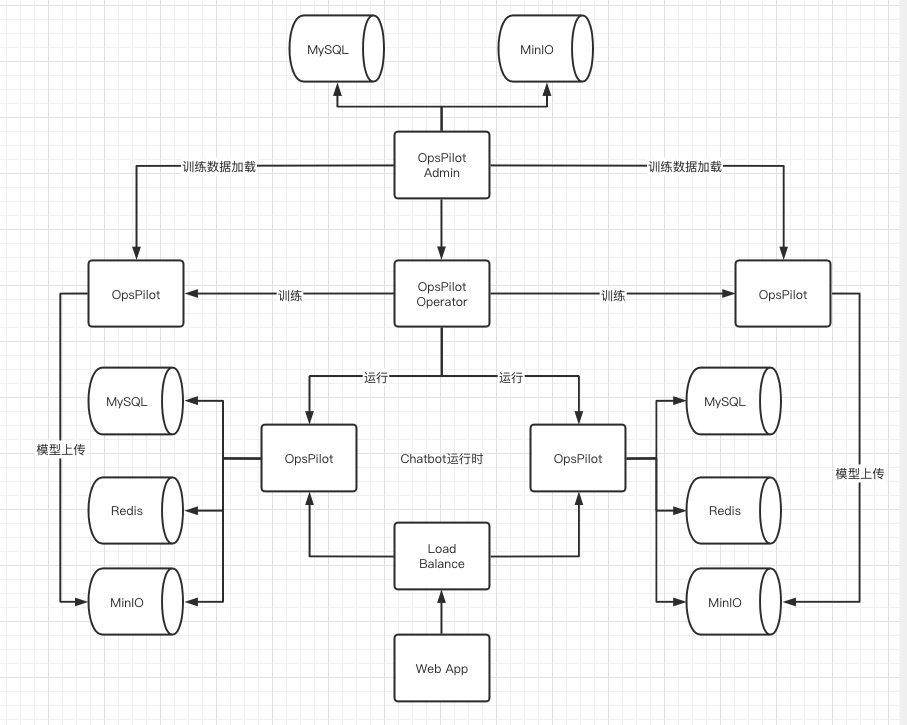 MySQL
MinIO
OpsPilot
Admin
训练数据加载
训练数据加载
OpsPilot
OpsPilot
Operator
OpsPilot
训练
训练
运行
运行
MySQL
MySQL
模型上传
OpsPilot
Chatbot运行时
OpsPilot
模型上传
Redis
Redis
Load
Balance
MinIO
MinIO
Web App